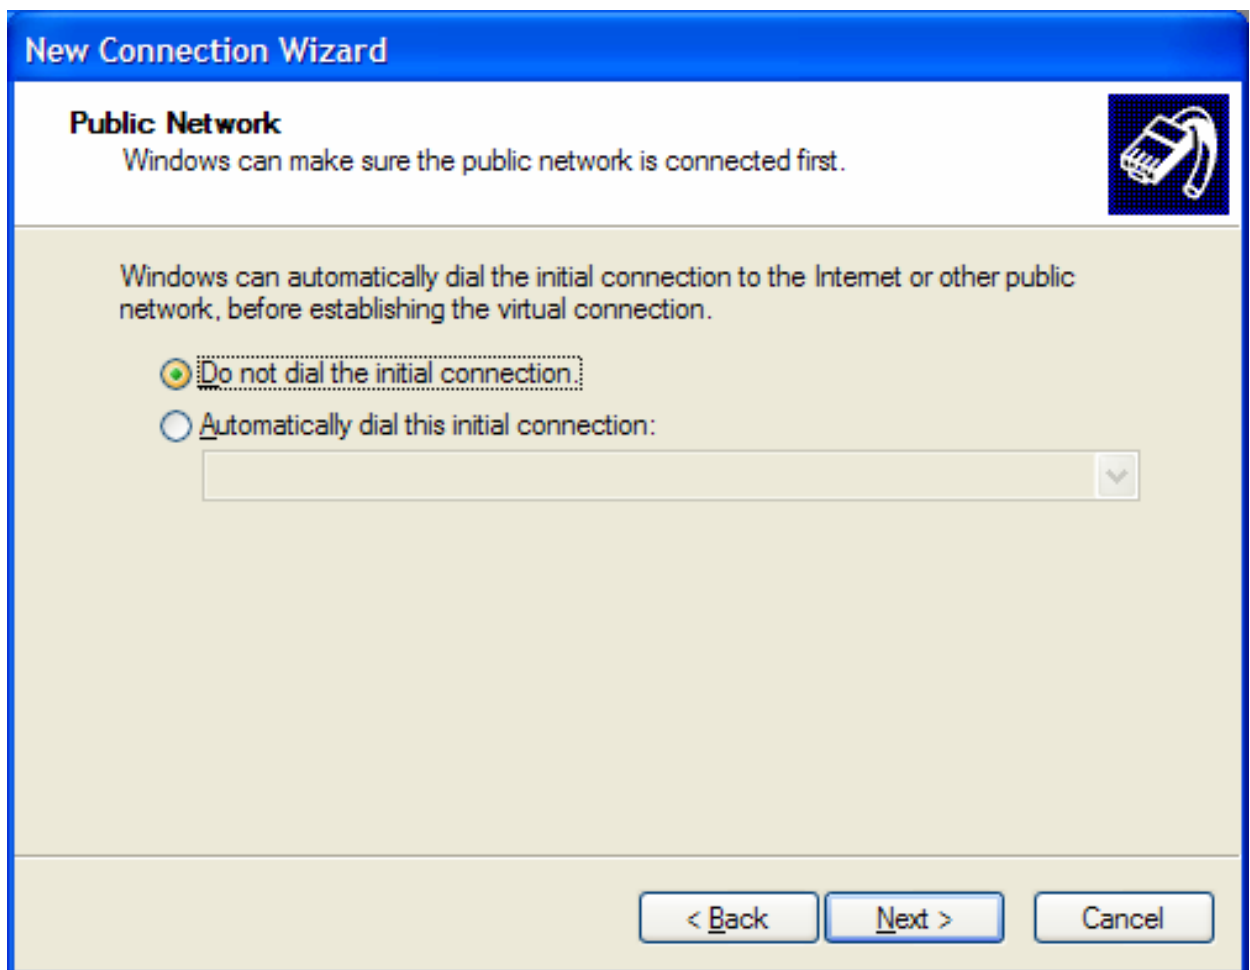 New Connection Wizard
Public Network
Windows can make sure the public network is connected first.
Windows can automatically dial the initial connection to the Internet or other public
network, before establishing the virtual connection.
Do not dial the initial connection.
Automatically dial this initial connection:
< Back Next > Cancel